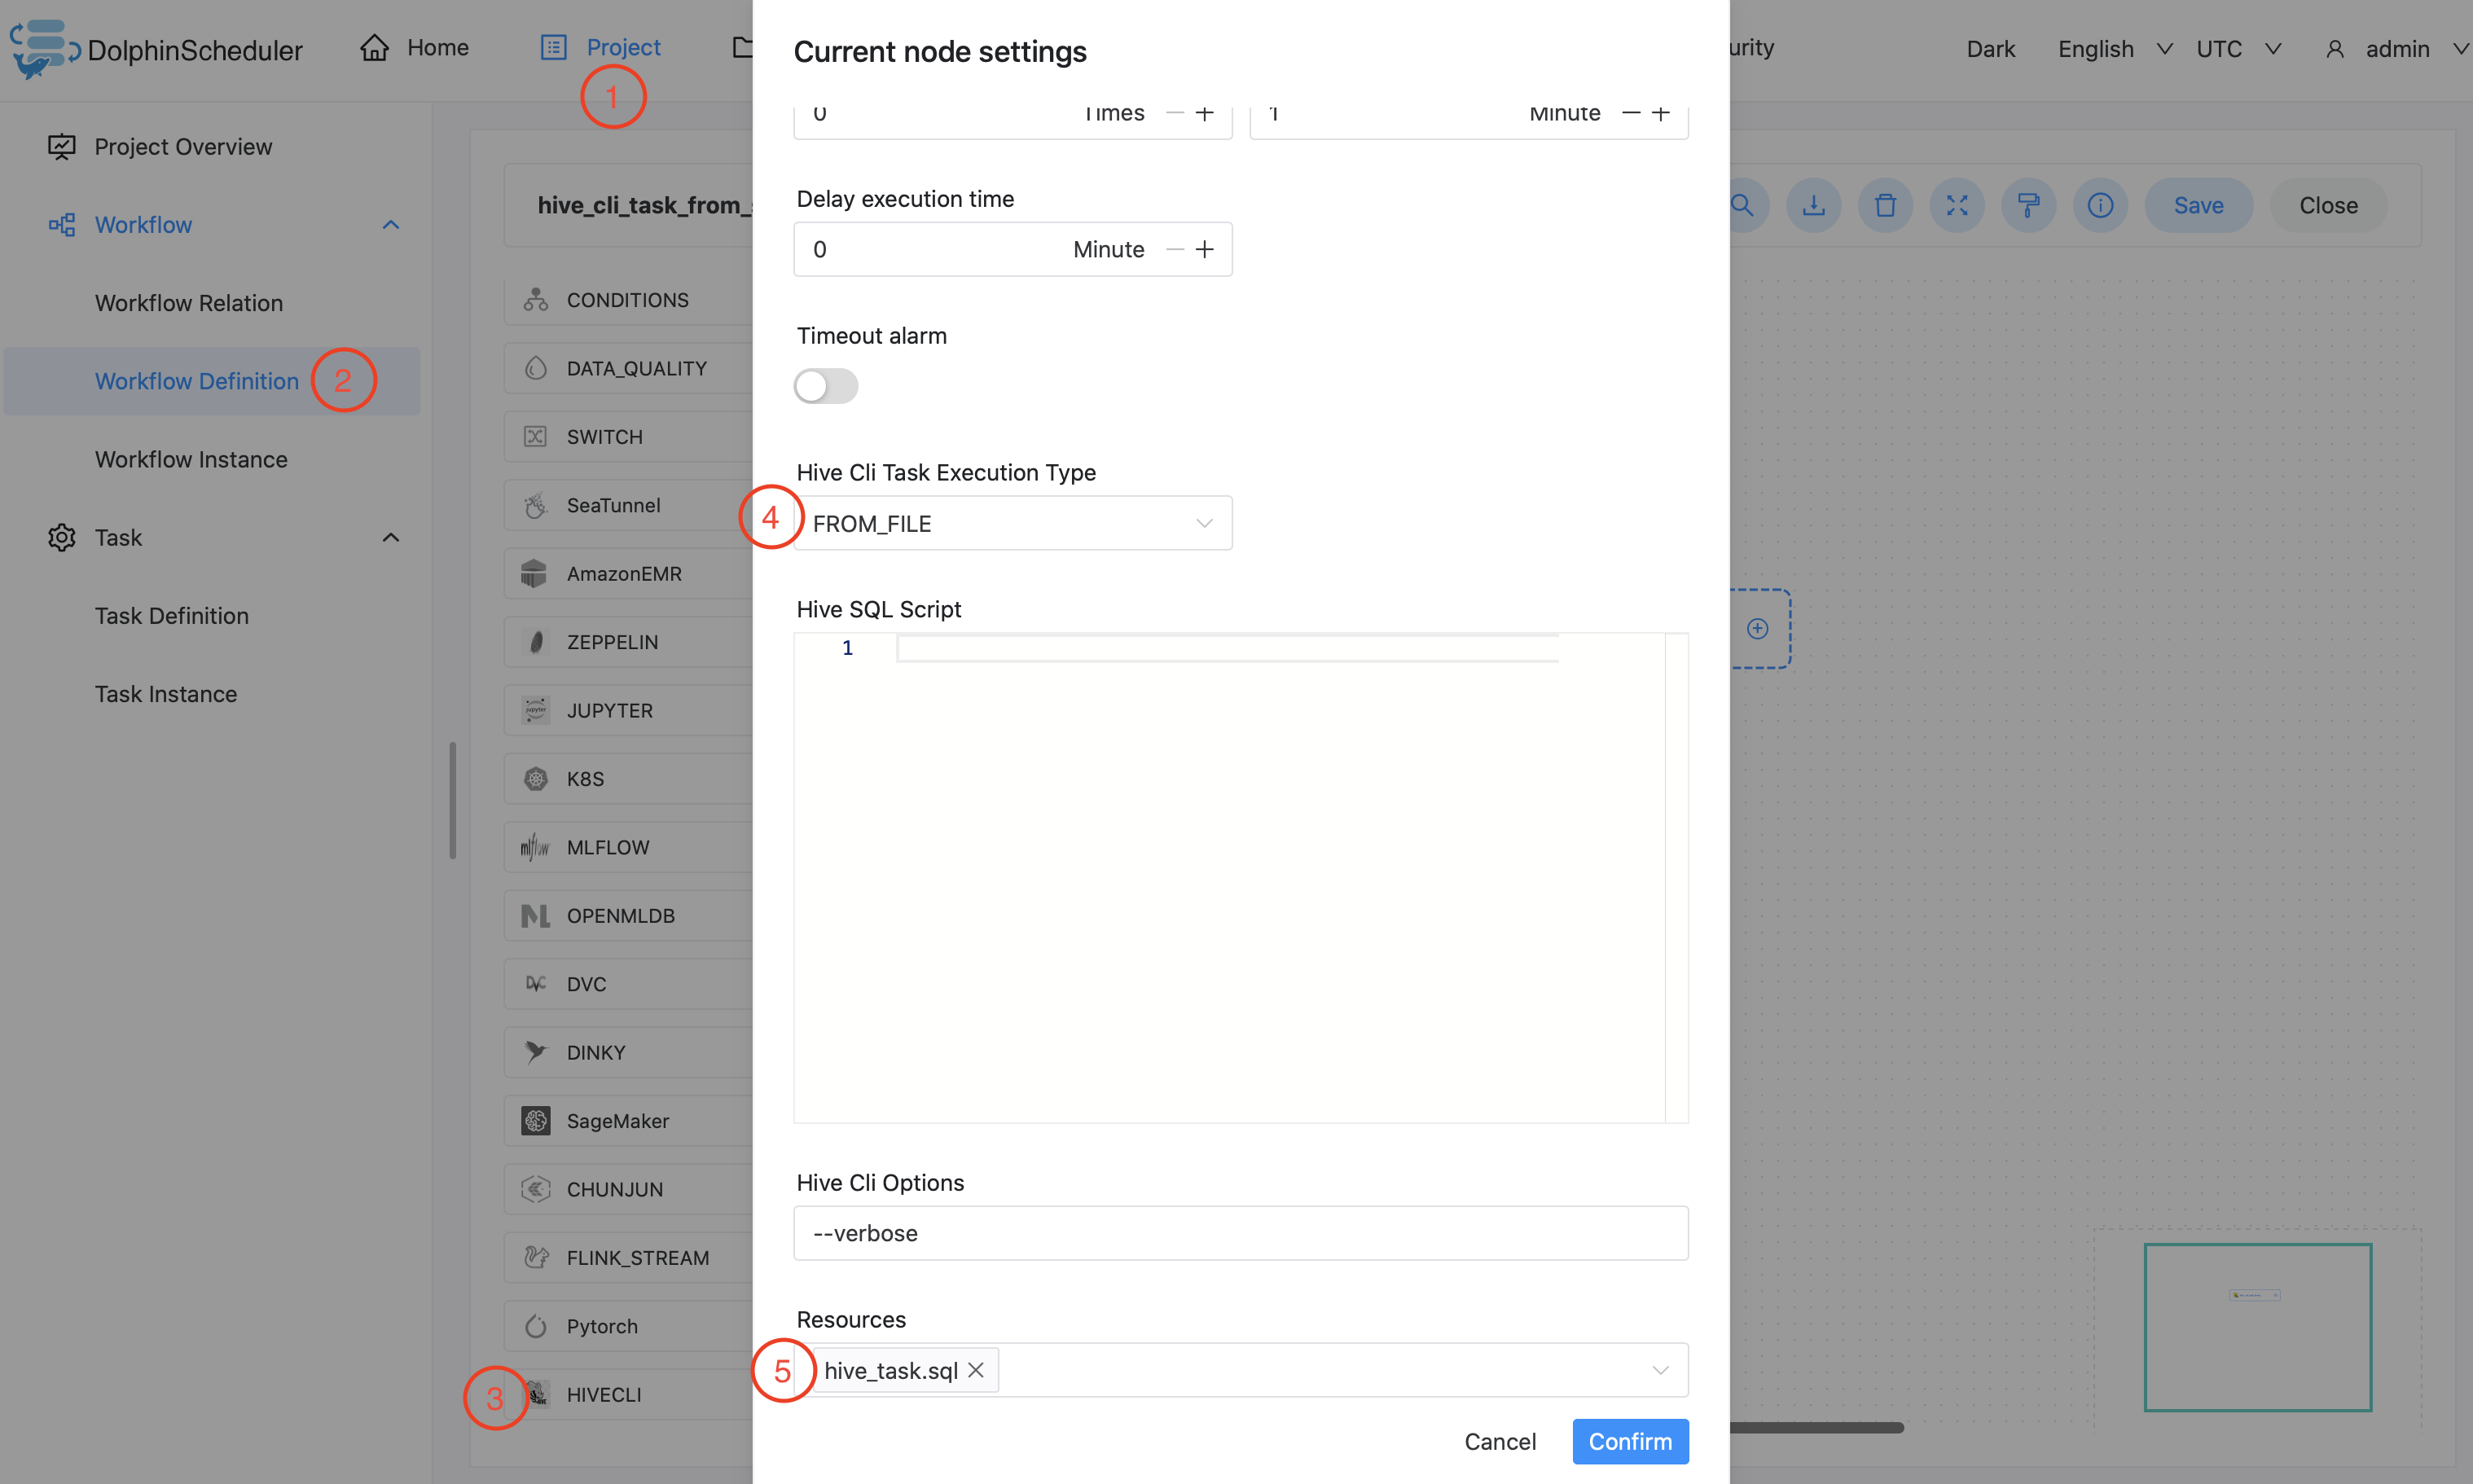 DolphinScheduler
Home
Project
urity
Dark
English
UTC
admin
1
Project Overview
Workflow
Workflow Relation
Workflow Definition
2
Workflow Instance
Task
Task Definition
Task Instance
hive_cli_task_from_
CONDITIONS
DATA_QUALITY
SWITCH
SeaTunnel
AmazonEMR
ZEPPELIN
JUPYTER
K8S
MLFLOW
OPENMLDB
DVC
DINKY
SageMaker
CHUNJUN
FLINK_STREAM
Pytorch
3
HIVECLI
Current node settings
0 Times
1 Minute
Delay execution time
0 Minute
Timeout alarm
Hive Cli Task Execution Type
4
FROM_FILE
Hive SQL Script
1
Hive Cli Options
--verbose
Resources
5
hive_task.sql
Cancel
Confirm
Save
Close